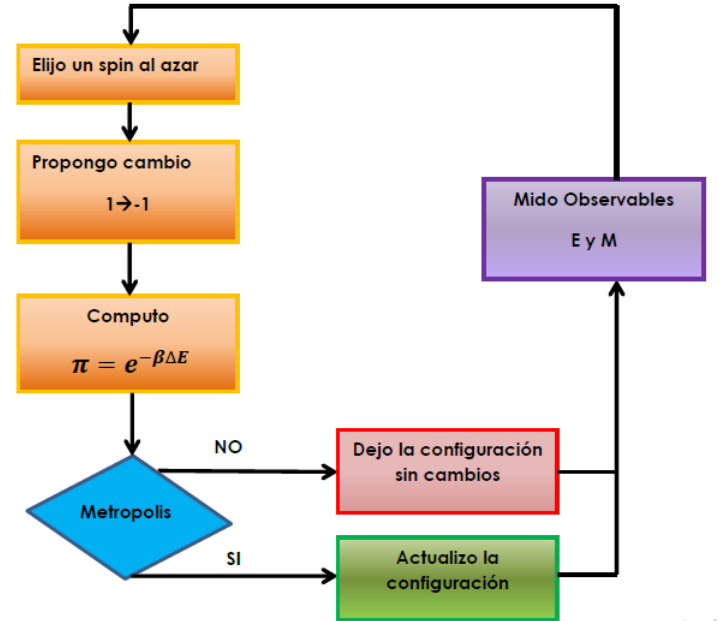 Elijo un spin al azar
Propongo cambio
1→-1
Computo
π = e^{-βΔE}
Metropolis
NO
Dejo la configuración
sin cambios
SI
Actualizo la
configuración
Mido Observables
E y M